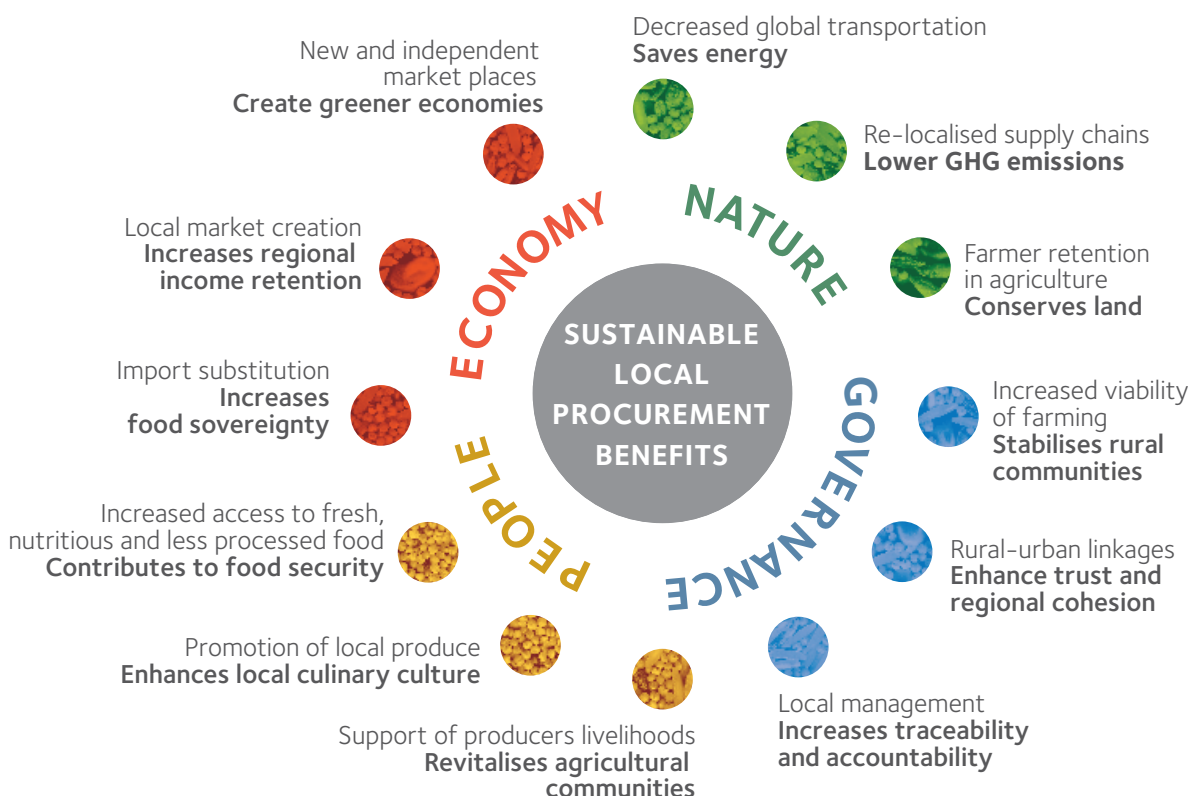 Decreased global transportation
Saves energy
New and independent
market places
Create greener economies
Re-localised supply chains
Lower GHG emissions
Local market creation
Increases regional
income retention
Farmer retention
in agriculture
Conserves land
ECONOMY
NATURE
SUSTAINABLE
LOCAL
PROCUREMENT
BENEFITS
Import substitution
Increases
food sovereignty
Increased viability
of farming
Stabilises rural
communities
PEOPLE
GOVERNANCE
Increased access to fresh,
nutritious and less processed food
Contributes to food security
Rural-urban linkages
Enhance trust and
regional cohesion
Promotion of local produce
Enhances local culinary culture
Local management
Increases traceability
and accountability
Support of producers livelihoods
Revitalises agricultural
communities